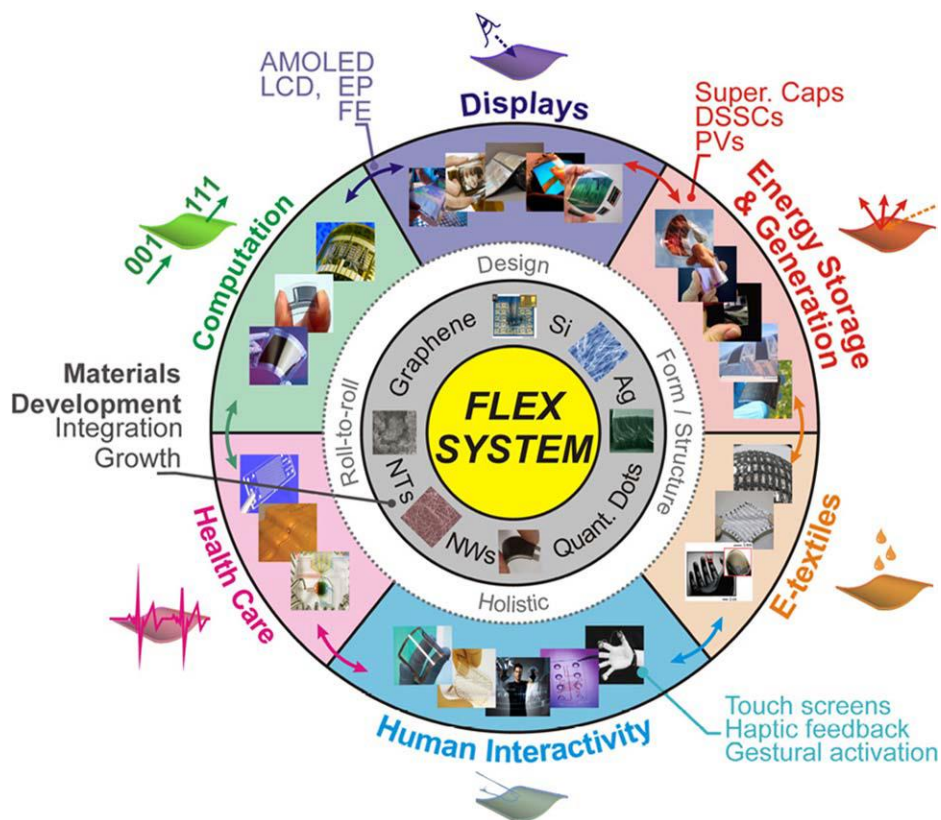 AMOLED
LCD, EP
FE
Displays
Super. Caps
DSSCs
PVs
Energy Storage
& Generation
001
111
Computation
Design
Graphene
Si
Ag
Materials
Development
Integration
Growth
Roll-to-roll
FLEX
SYSTEM
Form / Structure
NTs
NWs
Quant. Dots
Holistic
Health Care
E-textiles
Human Interactivity
Touch screens
Haptic feedback
Gestural activation